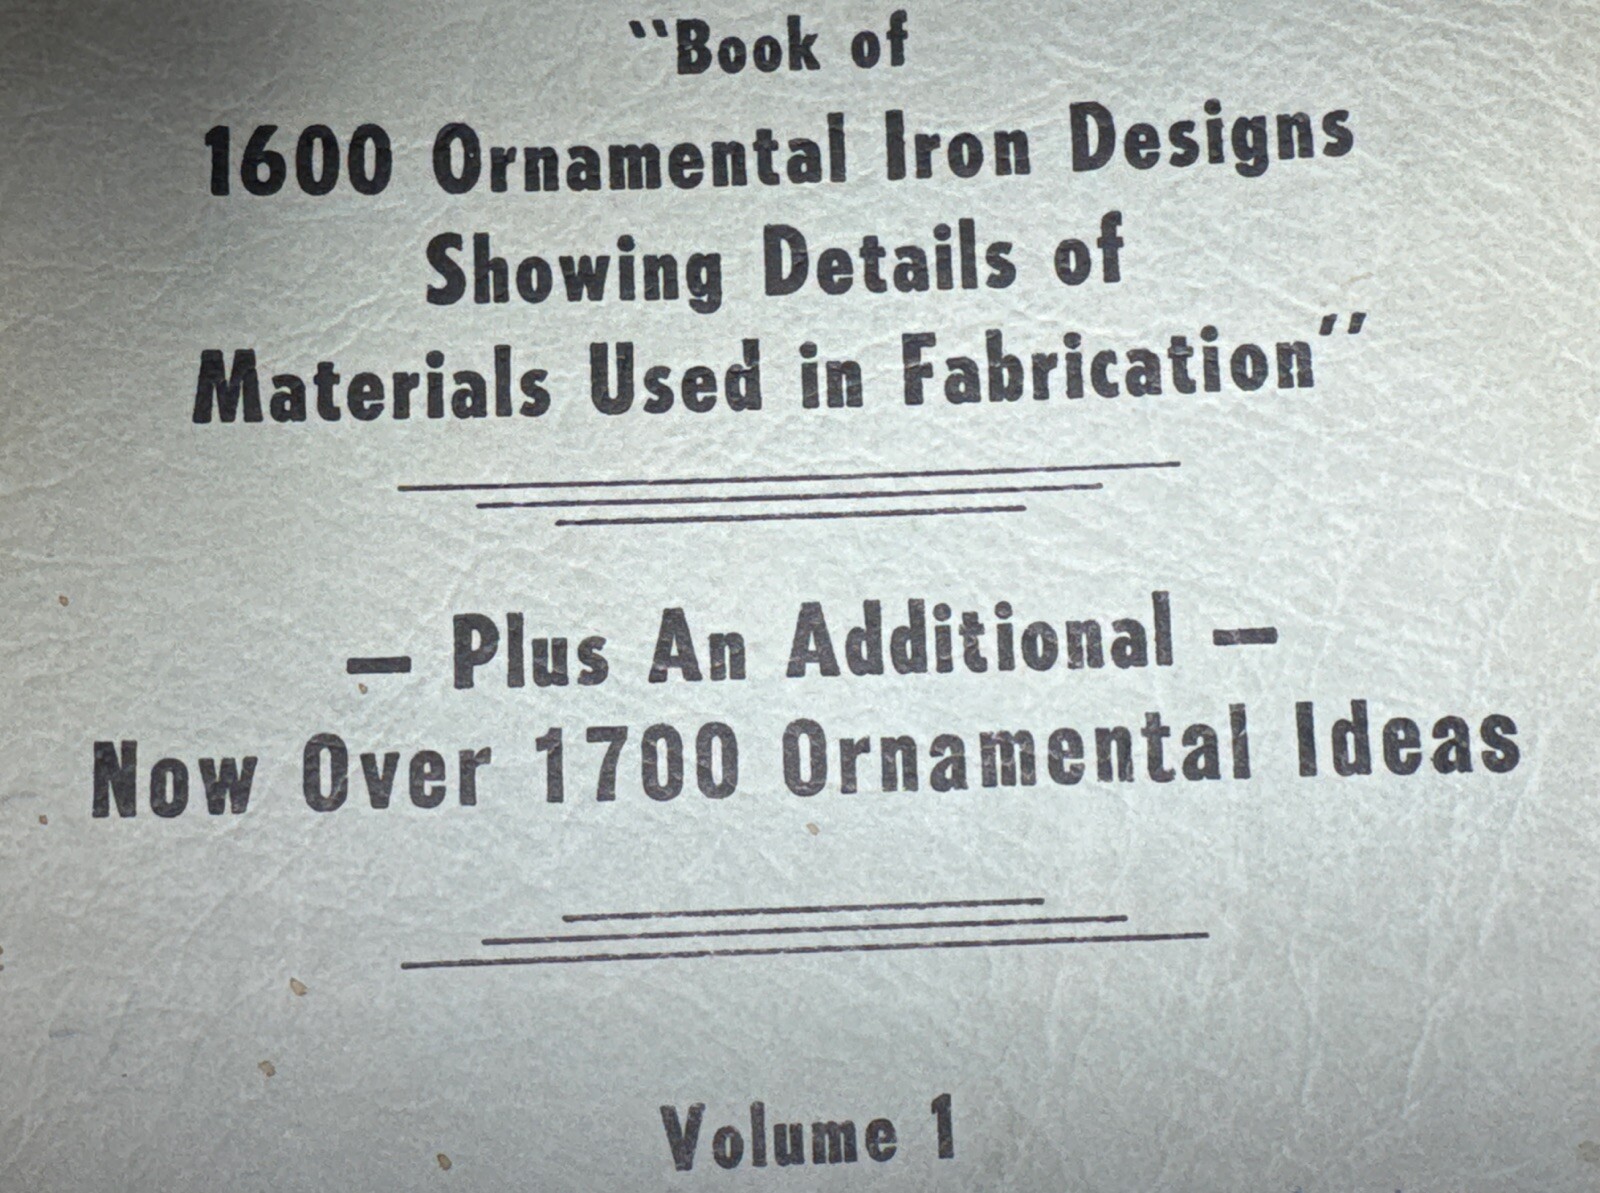 "Book of
1600 Ornamental Iron Designs
Showing Details of
Materials Used in Fabrication"
— Plus An Additional —
Now Over 1700 Ornamental Ideas
Volume 1